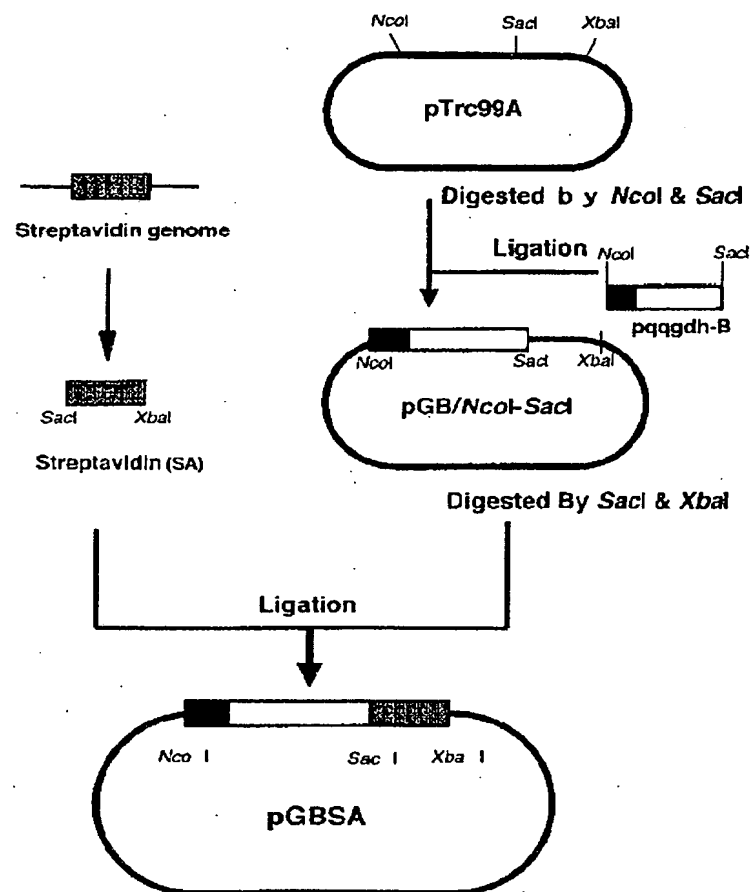 NcoI SacI XbaI
pTrc99A
Digested b y NcoI & SacI
Streptavidin genome
Ligation
NcoI SacI
pqqgdh-B
NcoI SacI XbaI
pGB/NcoI-SacI
SacI XbaI
Streptavidin (SA)
Digested By SacI & XbaI
Ligation
Nco I Sac I Xba I
pGBSA